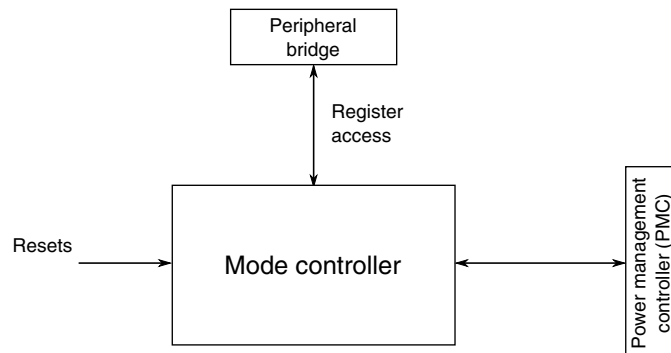 Peripheral
bridge
Register
access
Resets
Mode controller
Power management
controller (PMC)